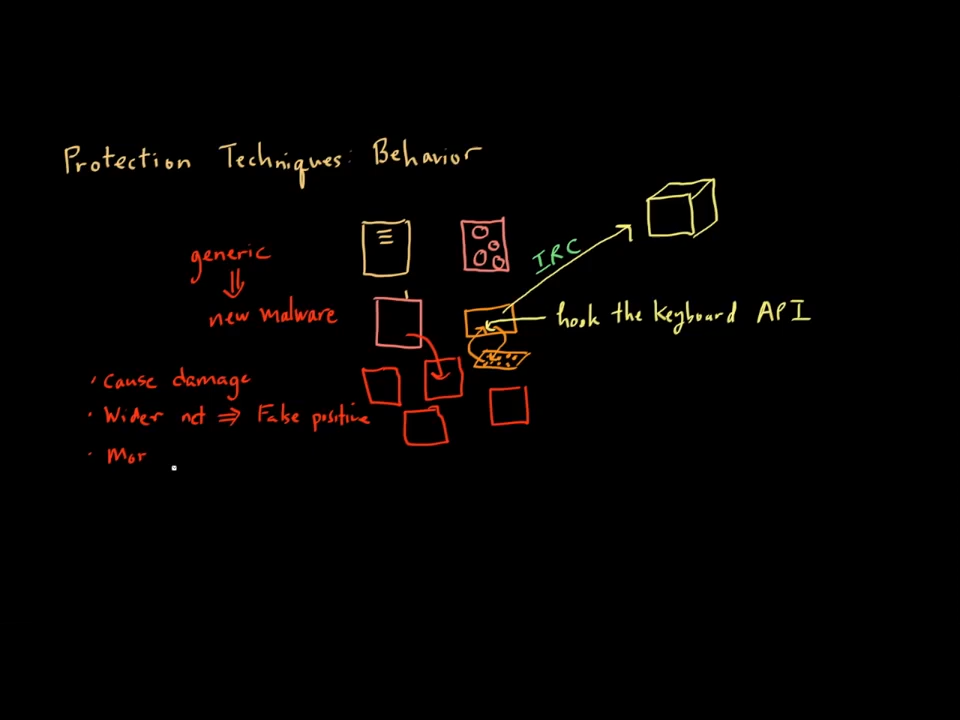 Protection Techniques: Behavior
generic
IRC
new malware
hook the keyboard API
· Cause damage
· Wider net ⇒ False positive
· Mor